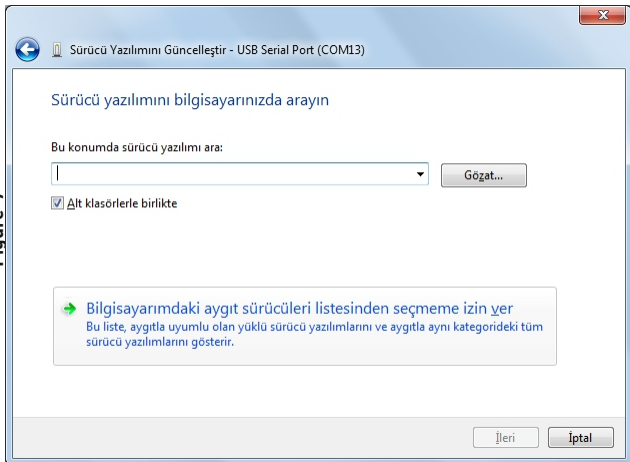 Sürücü Yazılımını Güncelleştir - USB Serial Port (COM13)
Sürücü yazılımını bilgisayarınızda arayın
Bu konumda sürücü yazılımı ara:
Gözat...
Alt klasörlerle birlikte
Bilgisayarımdaki aygıt sürücüleri listesinden seçmeme izin ver
Bu liste, aygıtla uyumlu olan yüklü sürücü yazılımlarını ve aygıtla aynı kategorideki tüm
sürücü yazılımlarını gösterir.
İleri
İptal